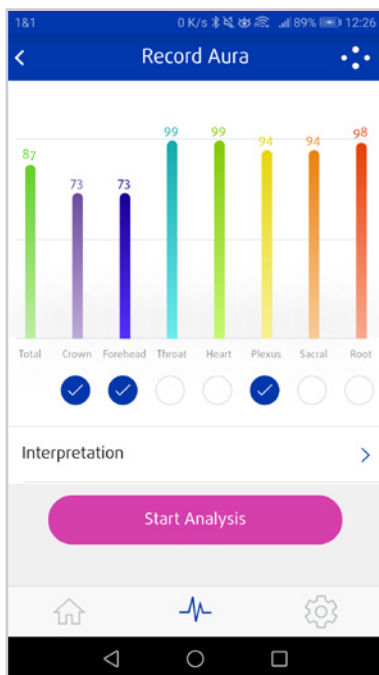 1&1 0 K/s 89% 12:26
Record Aura
87 73 73 99 99 94 94 98
Total Crown Forehead Throat Heart Plexus Sacral Root
Interpretation
Start Analysis